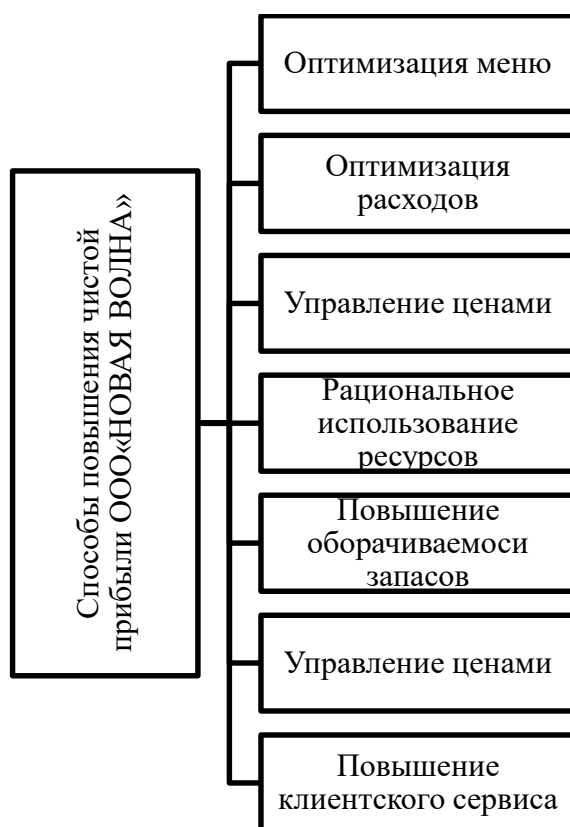 Способы повышения чистой
прибыли ООО«НОВАЯ ВОЛНА»
Оптимизация меню
Оптимизация
расходов
Управление ценами
Рациональное
использование
ресурсов
Повышение
оборачиваемоси
запасов
Управление ценами
Повышение
клиентского сервиса